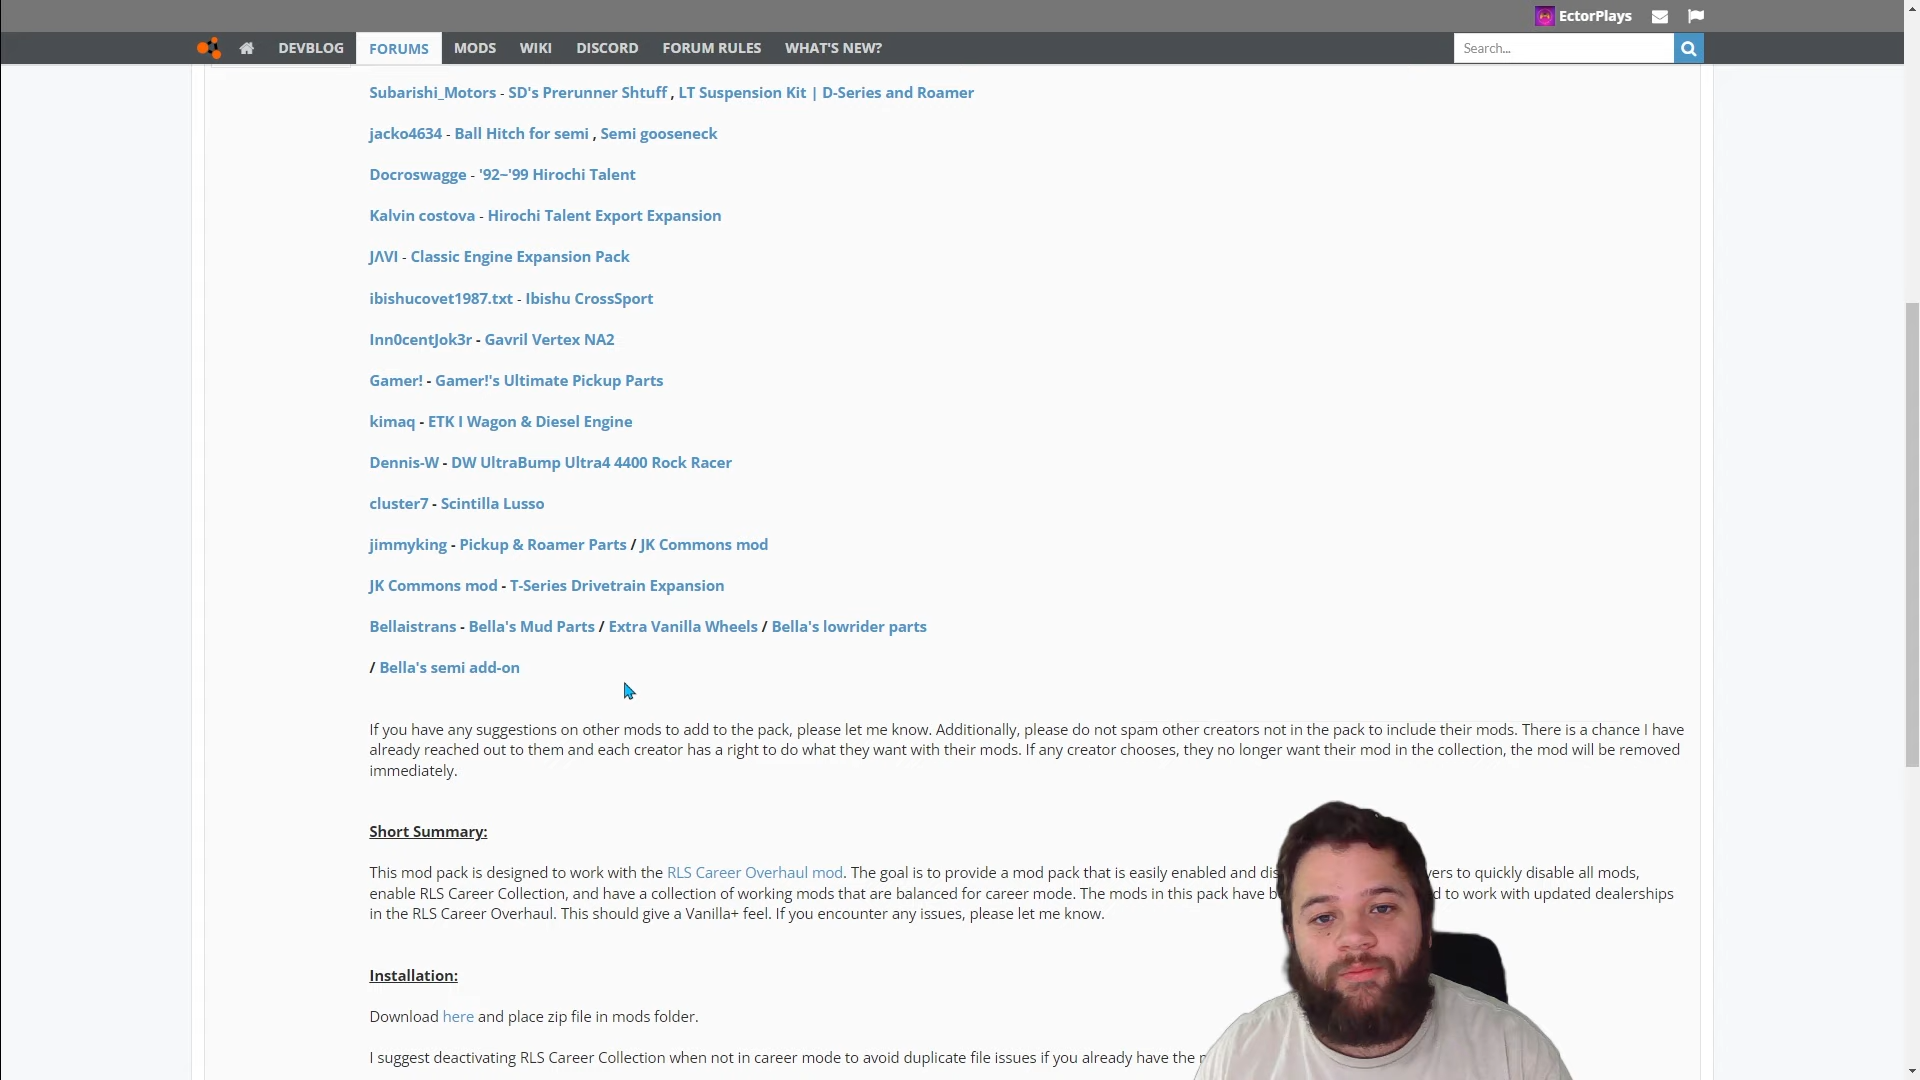 EctorPlays
DEVBLOG FORUMS MODS WIKI DISCORD FORUM RULES WHAT'S NEW? Search...
Subarishi_Motors - SD's Prerunner Shtuff , LT Suspension Kit | D-Series and Roamer
jacko4634 - Ball Hitch for semi , Semi gooseneck
Docroswagge - '92–'99 Hirochi Talent
Kalvin costova - Hirochi Talent Export Expansion
JΛVI - Classic Engine Expansion Pack
ibishucovet1987.txt - Ibishu CrossSport
Inn0centJok3r - Gavril Vertex NA2
Gamer! - Gamer!'s Ultimate Pickup Parts
kimaq - ETK I Wagon & Diesel Engine
Dennis-W - DW UltraBump Ultra4 4400 Rock Racer
cluster7 - Scintilla Lusso
jimmyking - Pickup & Roamer Parts / JK Commons mod
JK Commons mod - T-Series Drivetrain Expansion
Bellaistrans - Bella's Mud Parts / Extra Vanilla Wheels / Bella's lowrider parts
/ Bella's semi add-on
If you have any suggestions on other mods to add to the pack, please let me know. Additionally, please do not spam other creators not in the pack to include their mods. There is a chance I have
already reached out to them and each creator has a right to do what they want with their mods. If any creator chooses, they no longer want their mod in the collection, the mod will be removed
immediately.
Short Summary:
This mod pack is designed to work with the RLS Career Overhaul mod. The goal is to provide a mod pack that is easily enabled and to quickly disable all mods,
enable RLS Career Collection, and have a collection of working mods that are balanced for career mode. The mods in this pack have to work with updated dealerships
in the RLS Career Overhaul. This should give a Vanilla+ feel. If you encounter any issues, please let me know.
Installation:
Download here and place zip file in mods folder.
I suggest deactivating RLS Career Collection when not in career mode to avoid duplicate file issues if you already have the